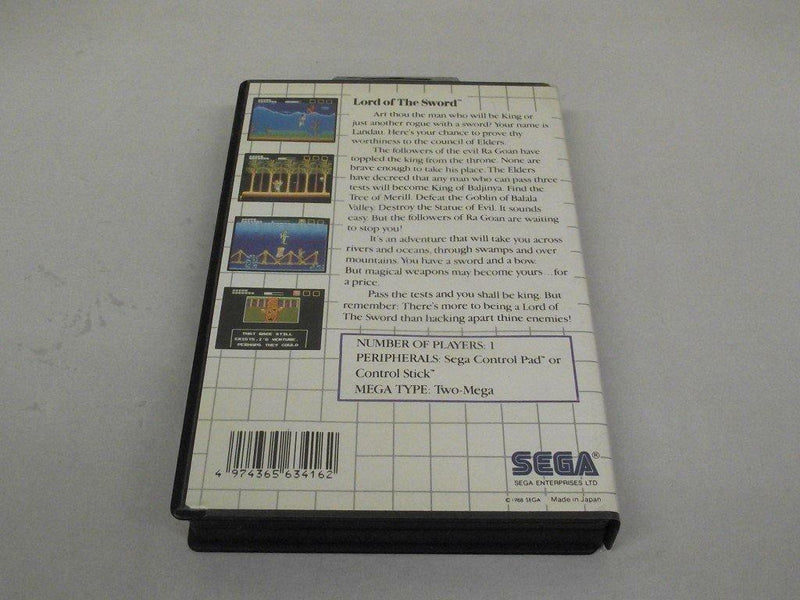 Lord of The Sword™
Art thou the man who will be King or
just another rogue with a sword? Your name is
Landau. Here's your chance to prove thy
worthiness to the council of Elders.
The followers of the evil Ra Goan have
toppled the king from the throne. None are
brave enough to take his place. The Elders
have decreed that any man who can pass three
tests will become King of Baljinya. Find the
Tree of Merill. Defeat the Goblin of Balala
Valley. Destroy the Statue of Evil. It sounds
easy. But the followers of Ra Goan are waiting
to stop you!
It's an adventure that will take you across
rivers and oceans, through swamps and over
mountains. You have a sword and a bow.
But magical weapons may become yours...for
a price.
Pass the tests and you shall be king. But
remember: There's more to being a Lord of
The Sword than hacking apart thine enemies!
THAT BOOK STILL
EXISTS.I'D VENTURE.
PERHAPS THEY COULD
NUMBER OF PLAYERS: 1
PERIPHERALS: Sega Control Pad™ or
Control Stick™
MEGA TYPE: Two-Mega
4 974365 634162
SEGA®
SEGA ENTERPRISES LTD
© 1988 SEGA Made in Japan